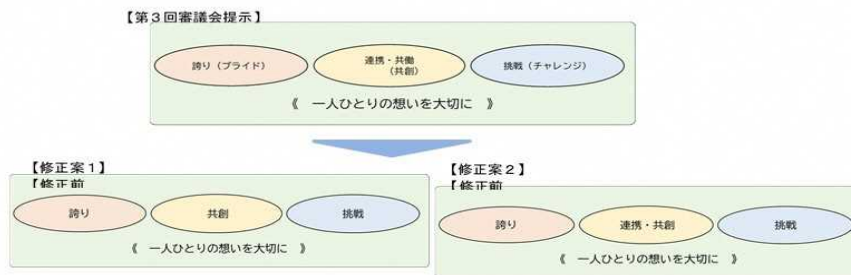 【第３回審議会提示】
誇り（プライド）
連携・共働
（共創）
挑戦（チャレンジ）
《　一人ひとりの想いを大切に　》
【修正案１】
【修正前
誇り
共創
挑戦
《　一人ひとりの想いを大切に　》
【修正案２】
【修正前
誇り
連携・共創
挑戦
《　一人ひとりの想いを大切に　》